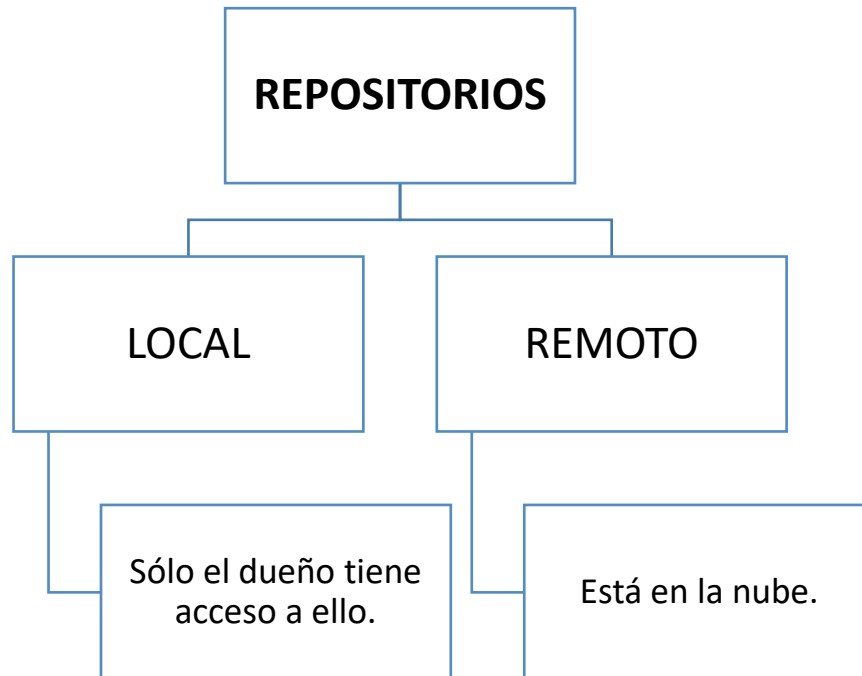 REPOSITORIOS
LOCAL
REMOTO
Sólo el dueño tiene
acceso a ello.
Está en la nube.